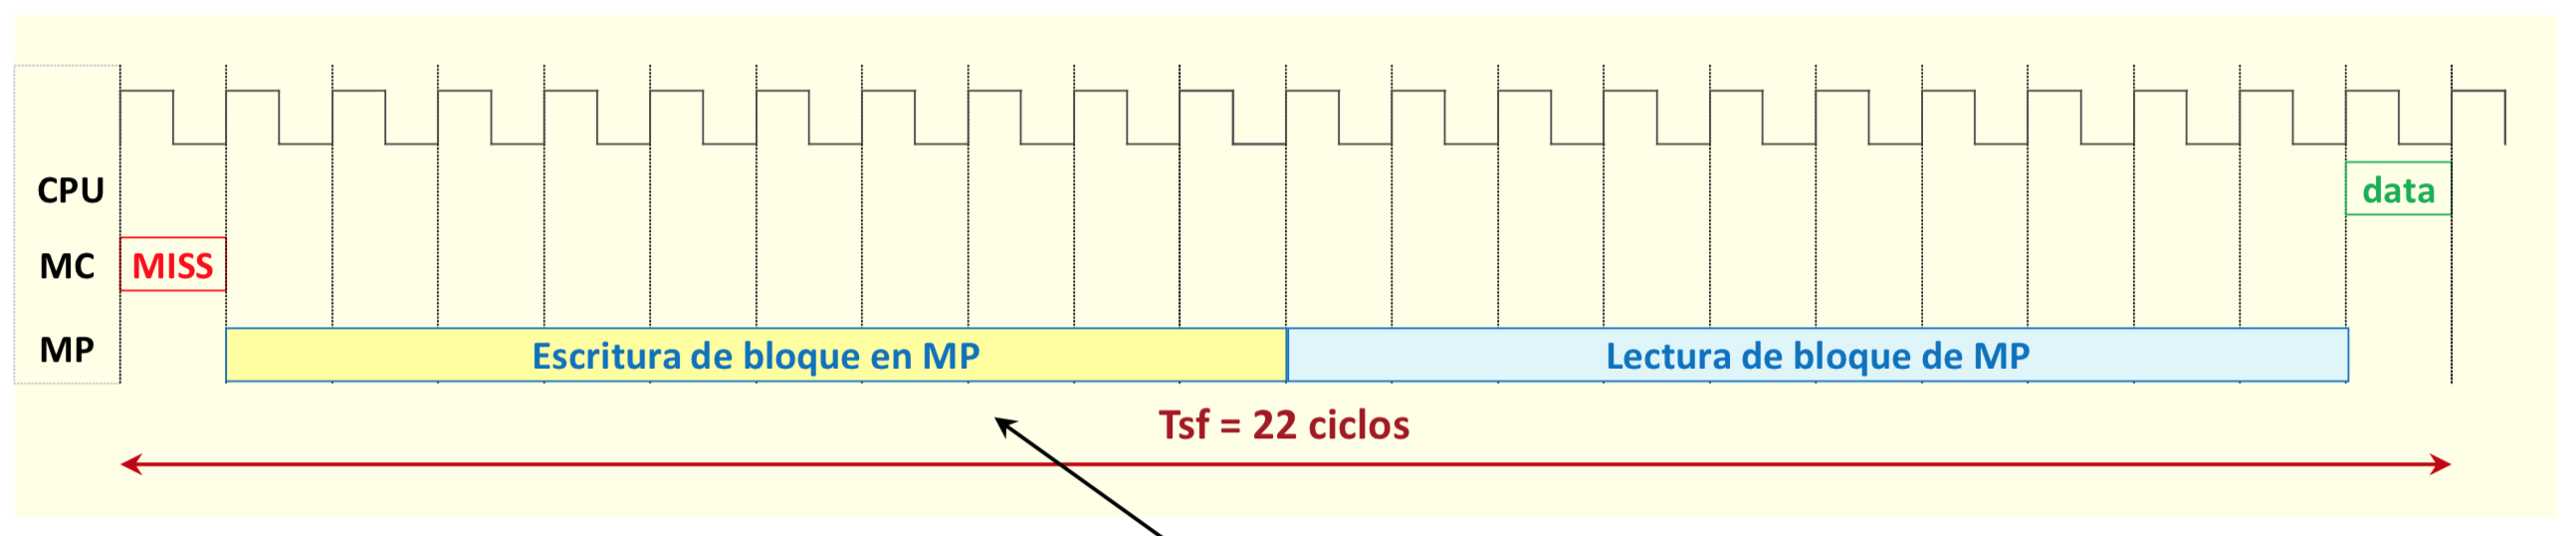 CPU
data
MC
MISS
MP
Escritura de bloque en MP
Lectura de bloque de MP
Tsf = 22 ciclos